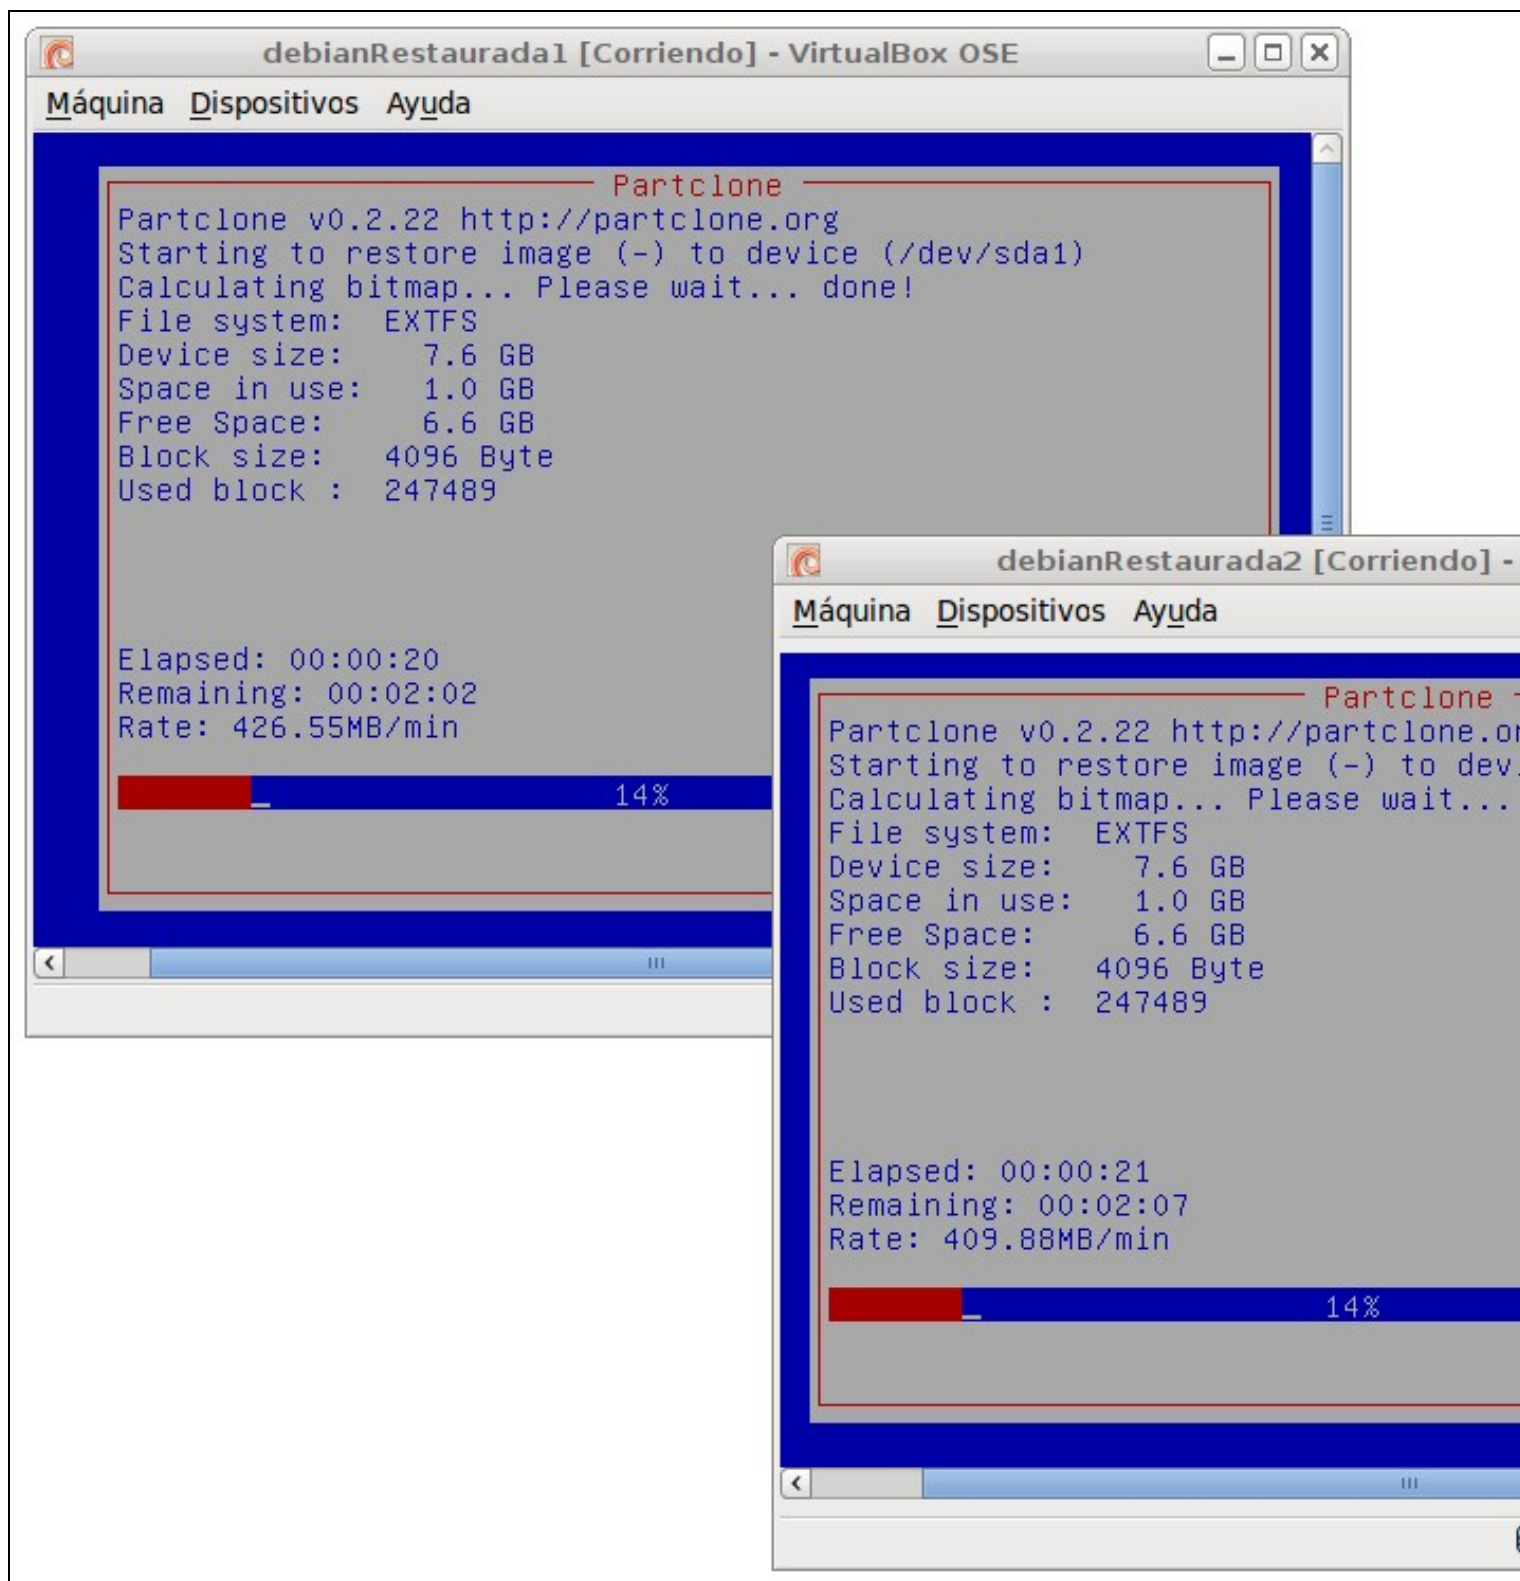 debianRestaurada1 [Corriendo] - VirtualBox OSE
Máquina Dispositivos Ayuda
Partclone
Partclone v0.2.22 http://partclone.org
Starting to restore image (-) to device (/dev/sda1)
Calculating bitmap... Please wait... done!
File system: EXTFS
Device size: 7.6 GB
Space in use: 1.0 GB
Free Space: 6.6 GB
Block size: 4096 Byte
Used block : 247489
Elapsed: 00:00:20
Remaining: 00:02:02
Rate: 426.55MB/min
14%
debianRestaurada2 [Corriendo] -
Máquina Dispositivos Ayuda
Partclone
Partclone v0.2.22 http://partclone.or
Starting to restore image (-) to dev
Calculating bitmap... Please wait...
File system: EXTFS
Device size: 7.6 GB
Space in use: 1.0 GB
Free Space: 6.6 GB
Block size: 4096 Byte
Used block : 247489
Elapsed: 00:00:21
Remaining: 00:02:07
Rate: 409.88MB/min
14%